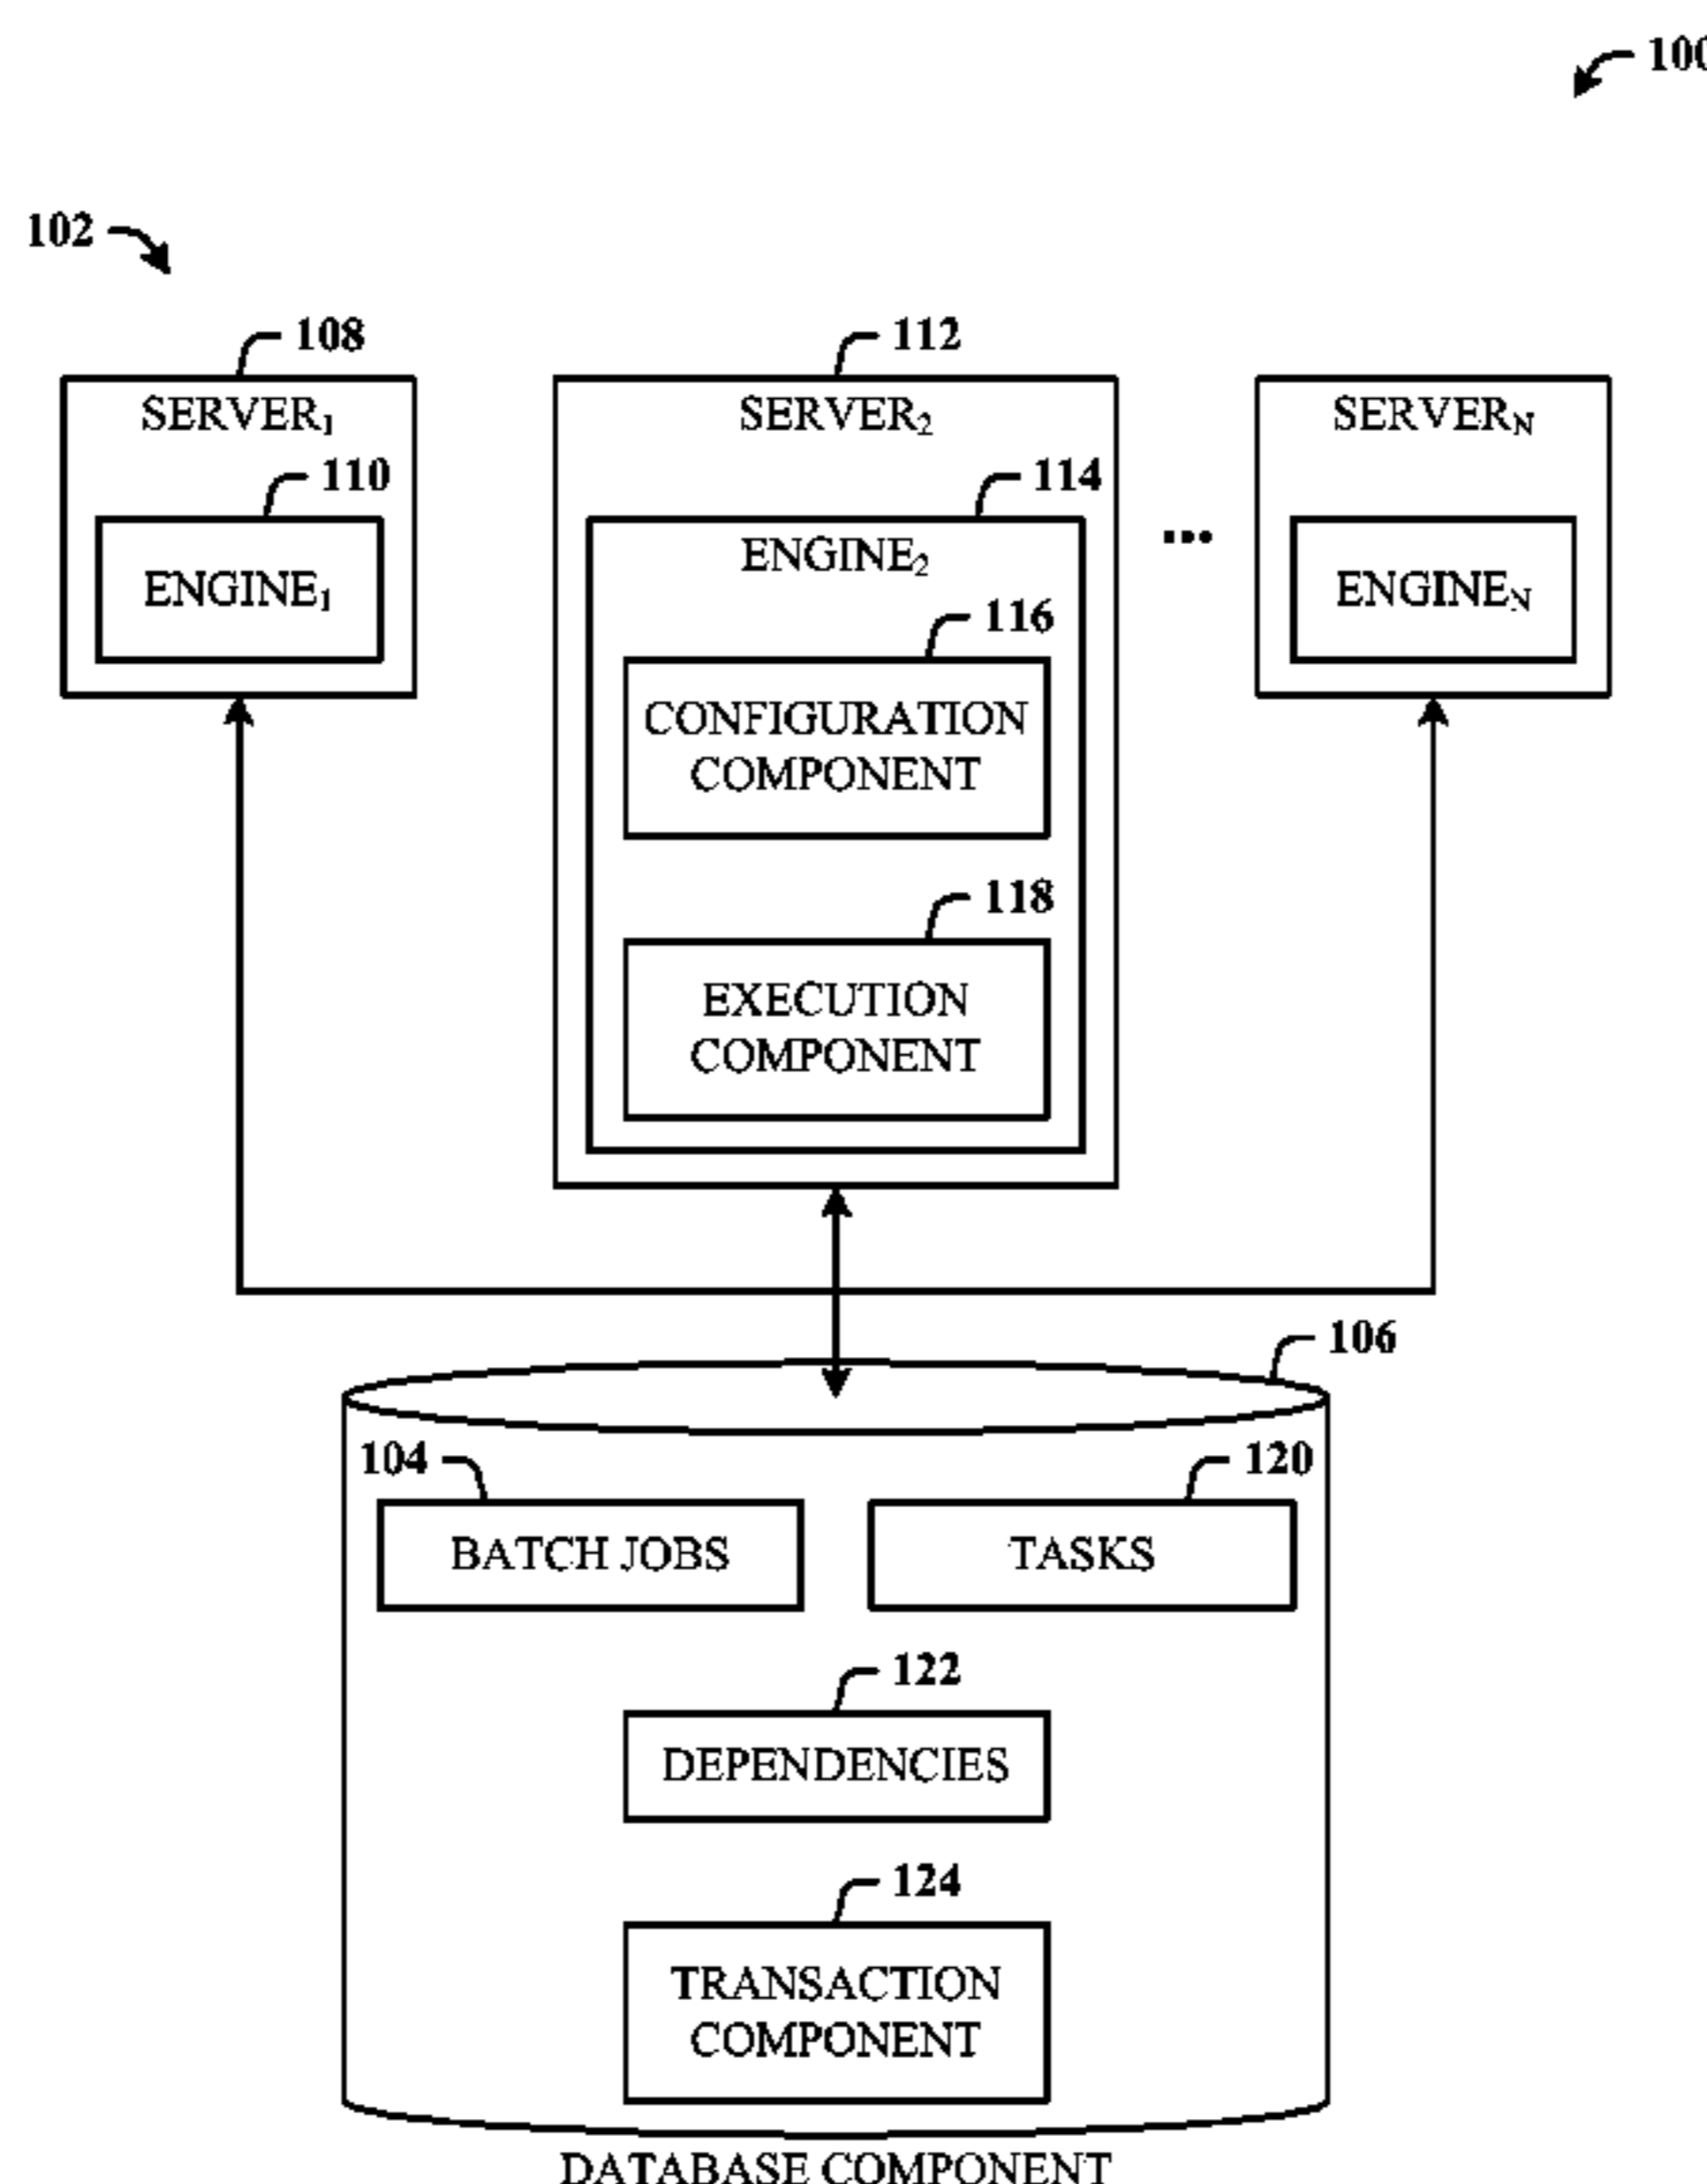 100
102
108
112
SERVER₁
SERVER₂
SERVERN
110
114
ENGINE₁
ENGINE₂
...
ENGINEN
116
CONFIGURATION
COMPONENT
118
EXECUTION
COMPONENT
106
104
120
BATCH JOBS
TASKS
122
DEPENDENCIES
124
TRANSACTION
COMPONENT
DATABASE COMPONENT